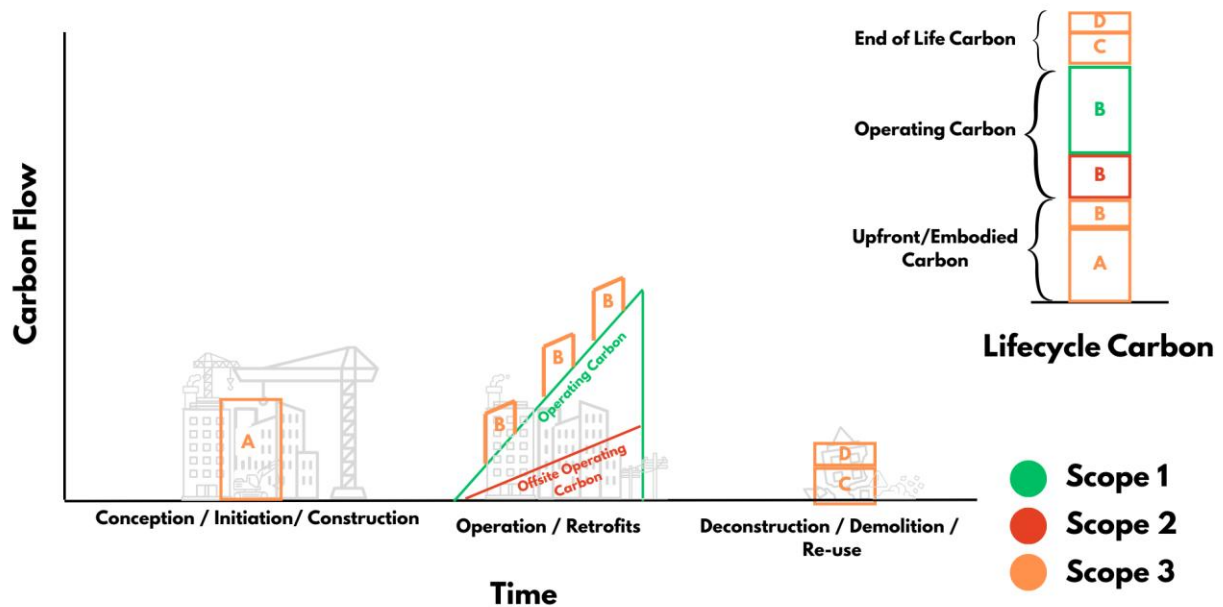 Carbon Flow
A
Conception / Initiation/ Construction
B
B
B
Operating Carbon
Offsite Operating
Carbon
Operation / Retrofits
D
C
Deconstruction / Demolition /
Re-use
Time
End of Life Carbon
D
C
Operating Carbon
B
B
Upfront/Embodied
Carbon
B
A
Lifecycle Carbon
Scope 1
Scope 2
Scope 3